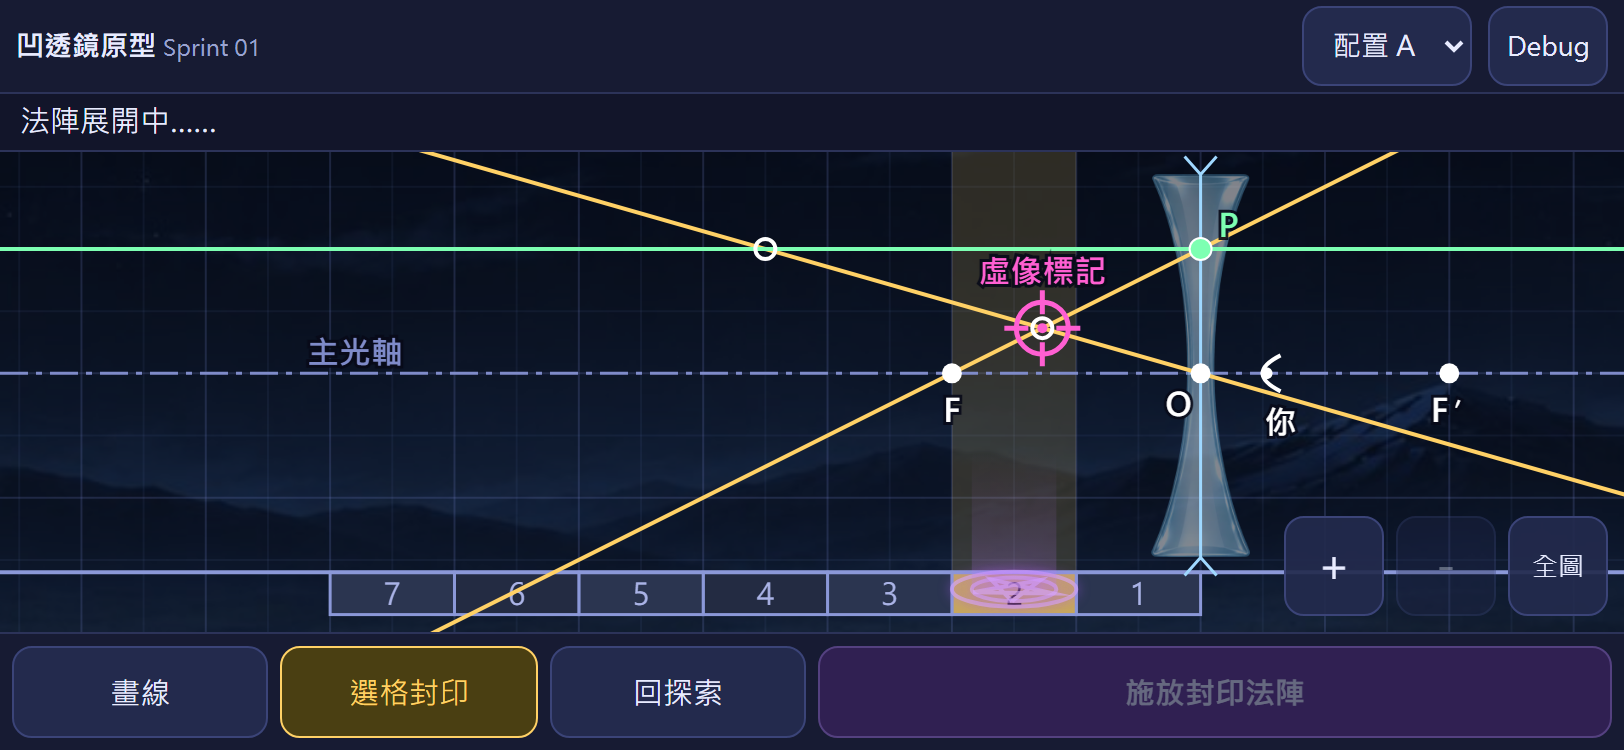 凹透鏡原型 Sprint 01
配置 A
Debug
法陣展開中......
P
虛像標記
主光軸
F
O
你
F′
7 6 5 4 3 2 1
+
-
全圖
畫線
選格封印
回探索
施放封印法陣